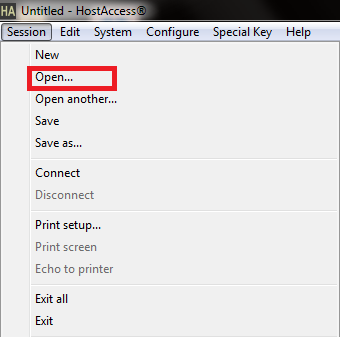 HA Untitled - HostAccess®
Session Edit System Configure Special Key Help
New
Open...
Open another...
Save
Save as...
Connect
Disconnect
Print setup...
Print screen
Echo to printer
Exit all
Exit